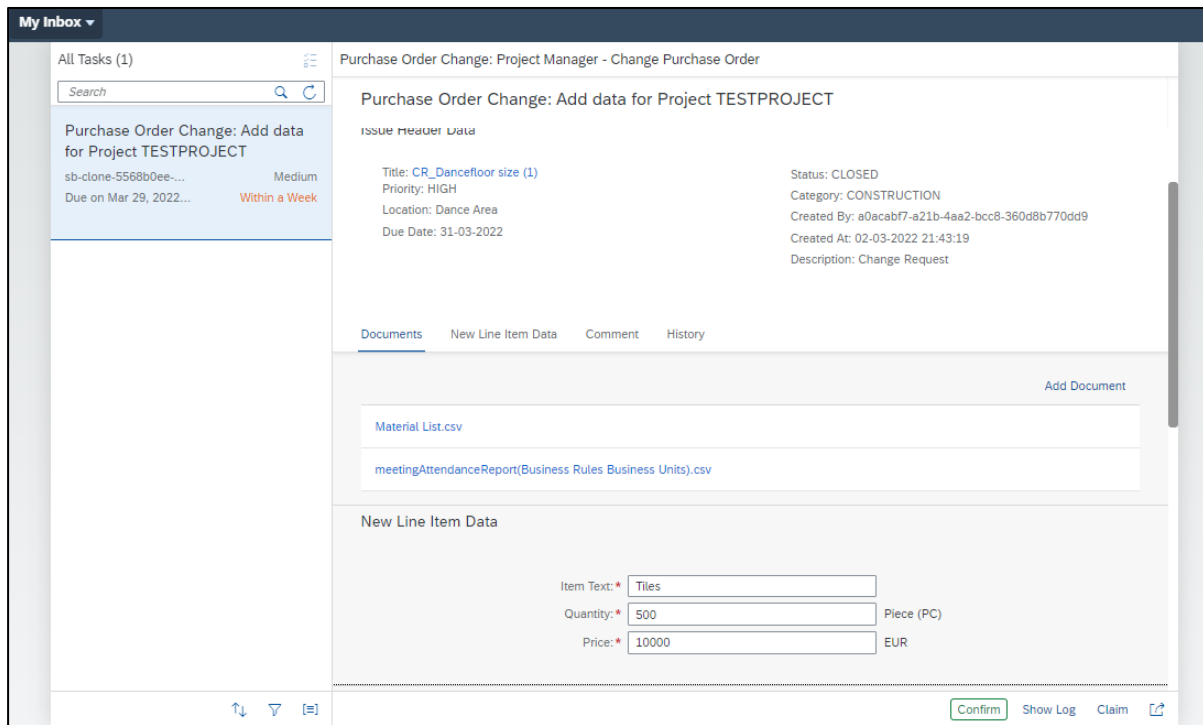 My Inbox
All Tasks (1)
Search
Purchase Order Change: Add data
for Project TESTPROJECT
sb-clone-5568b0ee-... Medium
Due on Mar 29, 2022... Within a Week
Purchase Order Change: Project Manager - Change Purchase Order
Purchase Order Change: Add data for Project TESTPROJECT
Issue Header Data
Title: CR_Dancefloor size (1)
Priority: HIGH
Location: Dance Area
Due Date: 31-03-2022
Status: CLOSED
Category: CONSTRUCTION
Created By: a0acabf7-a21b-4aa2-bcc8-360d8b770dd9
Created At: 02-03-2022 21:43:19
Description: Change Request
Documents New Line Item Data Comment History
Add Document
Material List.csv
meetingAttendanceReport(Business Rules Business Units).csv
New Line Item Data
Item Text:* Tiles
Quantity:* 500 Piece (PC)
Price:* 10000 EUR
Confirm Show Log Claim